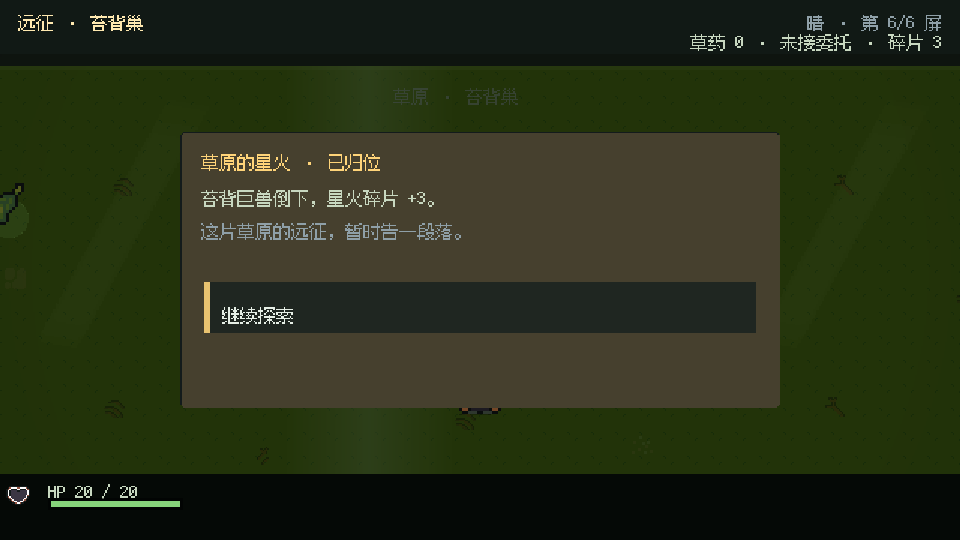 远征 · 苔背巢
晴 · 第 6/6 屏
草药 0 · 未接委托 · 碎片 3
草原 · 苔背巢
草原的星火 · 已归位
苔背巨兽倒下，星火碎片 +3。
这片草原的远征，暂时告一段落。
继续探索
HP 20 / 20